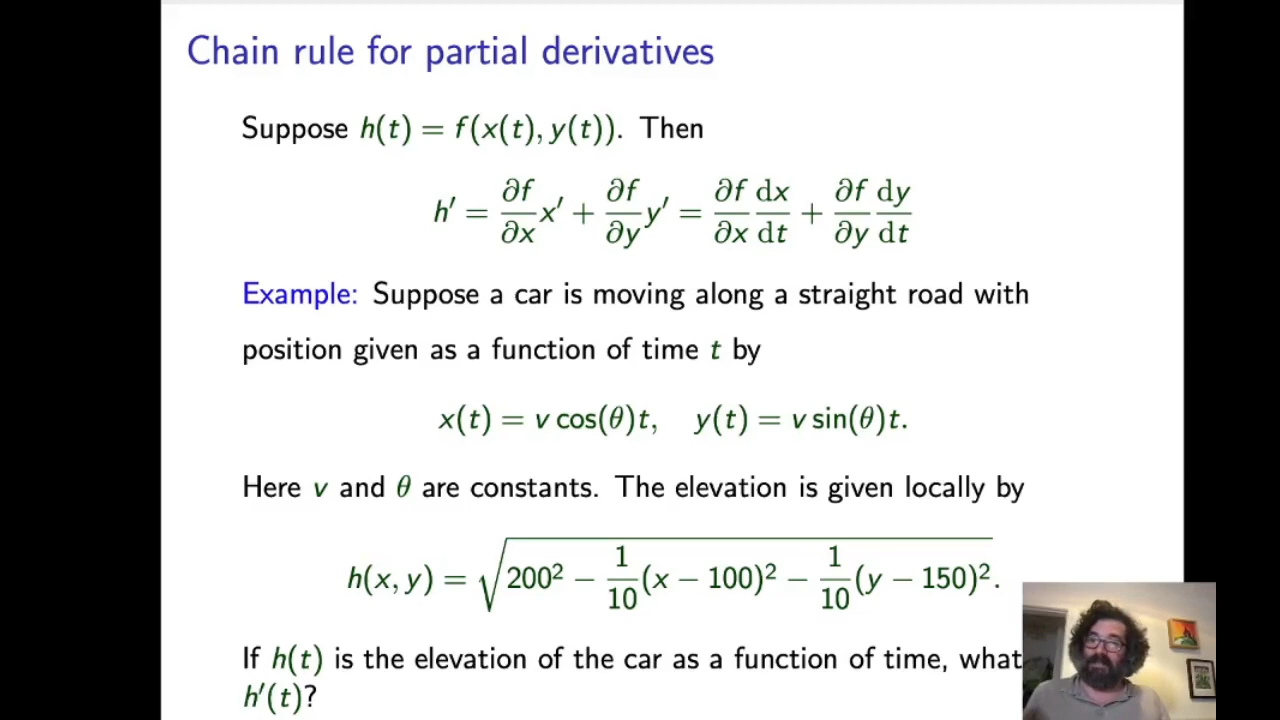 Chain rule for partial derivatives
Suppose h(t) = f(x(t), y(t)). Then
h′ = ∂f/∂x x′ + ∂f/∂y y′ = ∂f/∂x dx/dt + ∂f/∂y dy/dt
Example: Suppose a car is moving along a straight road with
position given as a function of time t by
x(t) = v cos(θ)t, y(t) = v sin(θ)t.
Here v and θ are constants. The elevation is given locally by
h(x, y) = √(200² − 1/10(x − 100)² − 1/10(y − 150)²).
If h(t) is the elevation of the car as a function of time, what
h′(t)?